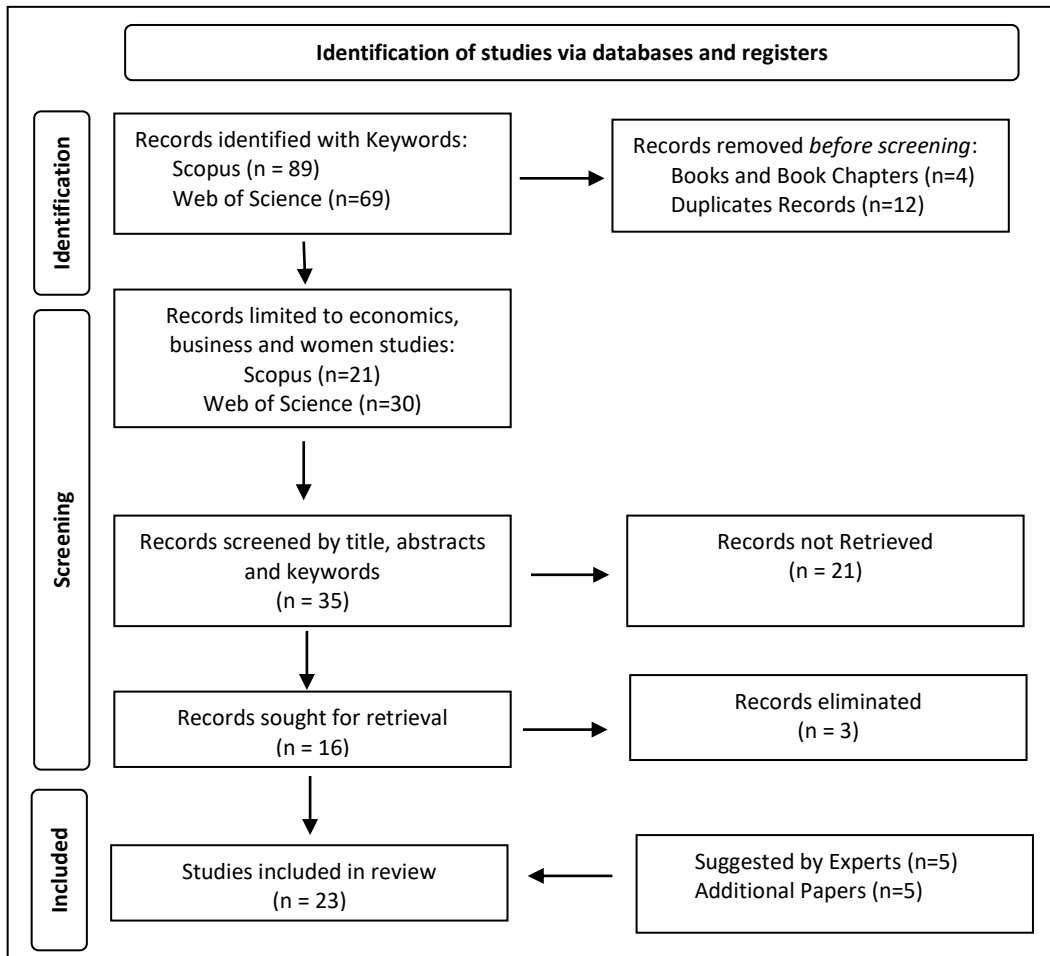 Identification of studies via databases and registers
Identification
Records identified with Keywords:
Scopus (n = 89)
Web of Science (n=69)
Records removed before screening:
Books and Book Chapters (n=4)
Duplicates Records (n=12)
Screening
Records limited to economics,
business and women studies:
Scopus (n=21)
Web of Science (n=30)
Records screened by title, abstracts
and keywords
(n = 35)
Records not Retrieved
(n = 21)
Records sought for retrieval
(n = 16)
Records eliminated
(n = 3)
Included
Studies included in review
(n = 23)
Suggested by Experts (n=5)
Additional Papers (n=5)